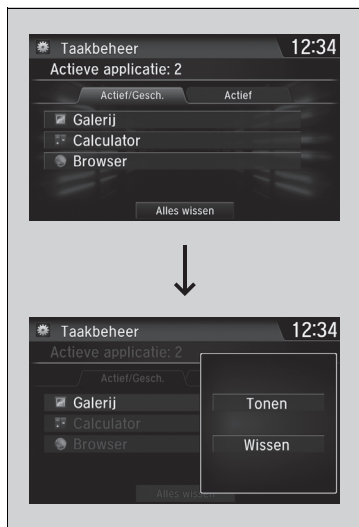 Taakbeheer 12:34
Actieve applicatie: 2
Actief/Gesch. Actief
Galerij
Calculator
Browser
Alles wissen
Taakbeheer 12:34
Actieve applicatie: 2
Actief/Gesch.
Galerij Tonen
Calculator
Browser Wissen
Alles wissen